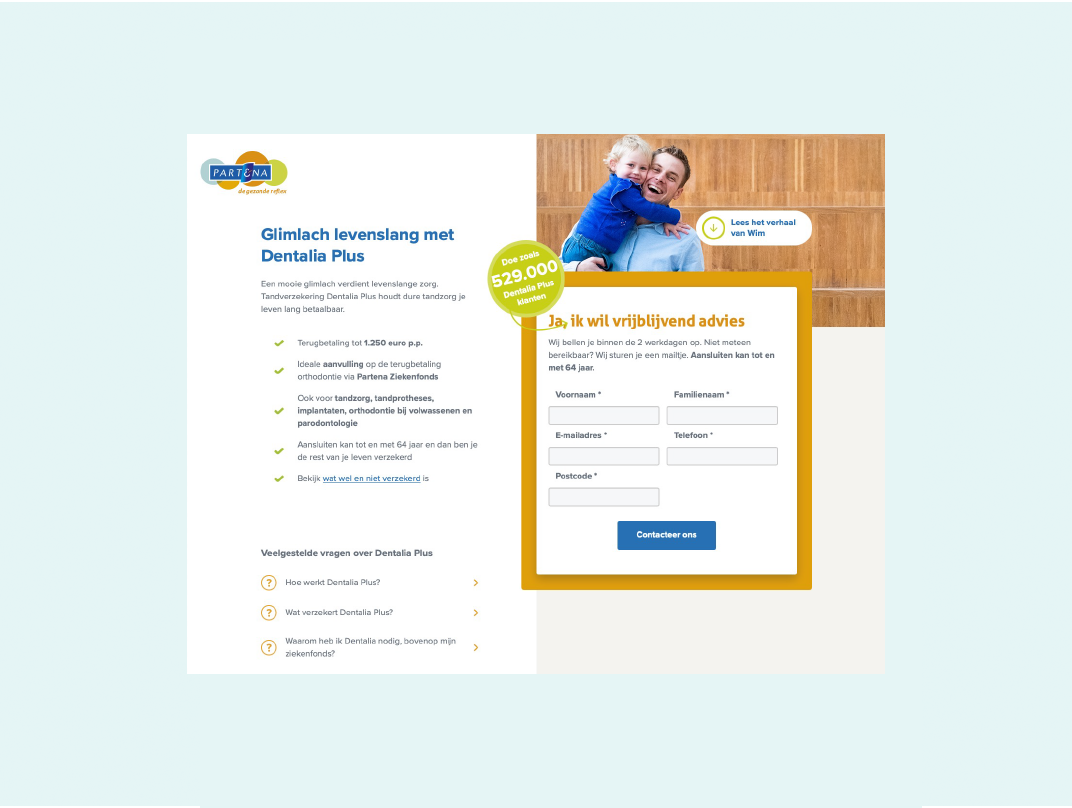 PARTENA
de gezonde reflex
Glimlach levenslang met
Dentalia Plus
Een mooie glimlach verdient levenslange zorg.
Tandverzekering Dentalia Plus houdt dure tandzorg je
leven lang betaalbaar.
Terugbetaling tot 1.250 euro p.p.
Ideale aanvulling op de terugbetaling
orthodontie via Partena Ziekenfonds
Ook voor tandzorg, tandprotheses,
implantaten, orthodontie bij volwassenen en
parodontologie
Aansluiten kan tot en met 64 jaar en dan ben je
de rest van je leven verzekerd
Bekijk wat wel en niet verzekerd is
Veelgestelde vragen over Dentalia Plus
? Hoe werkt Dentalia Plus?
? Wat verzekert Dentalia Plus?
? Waarom heb ik Dentalia nodig, bovenop mijn
ziekenfonds?
Lees het verhaal
van Wim
Doe zoals
529.000
Dentalia Plus
klanten
Ja, ik wil vrijblijvend advies
Wij bellen je binnen de 2 werkdagen op. Niet meteen
bereikbaar? Wij sturen je een mailtje. Aansluiten kan tot en
met 64 jaar.
Voornaam * Familienaam *
E-mailadres * Telefoon *
Postcode *
Contacteer ons